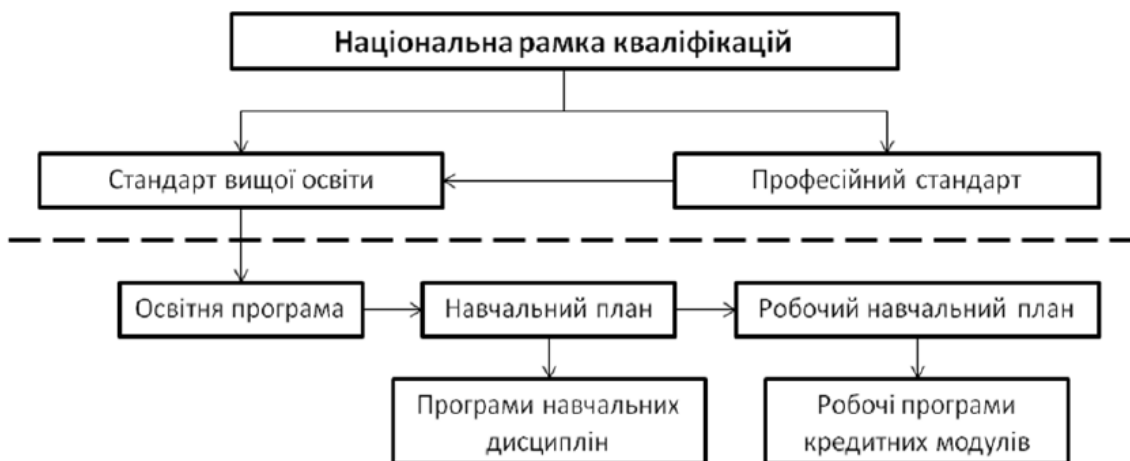 Національна рамка кваліфікацій
Стандарт вищої освіти
Професійний стандарт
Освітня програма
Навчальний план
Робочий навчальний план
Програми навчальних
дисциплін
Робочі програми
кредитних модулів